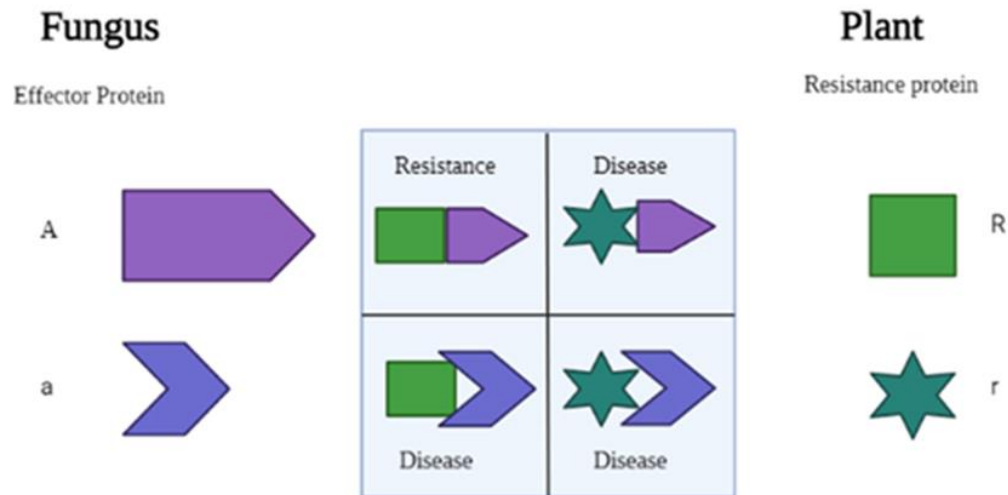 Fungus
Plant
Effector Protein
Resistance protein
Resistance
Disease
A
R
a
r
Disease
Disease